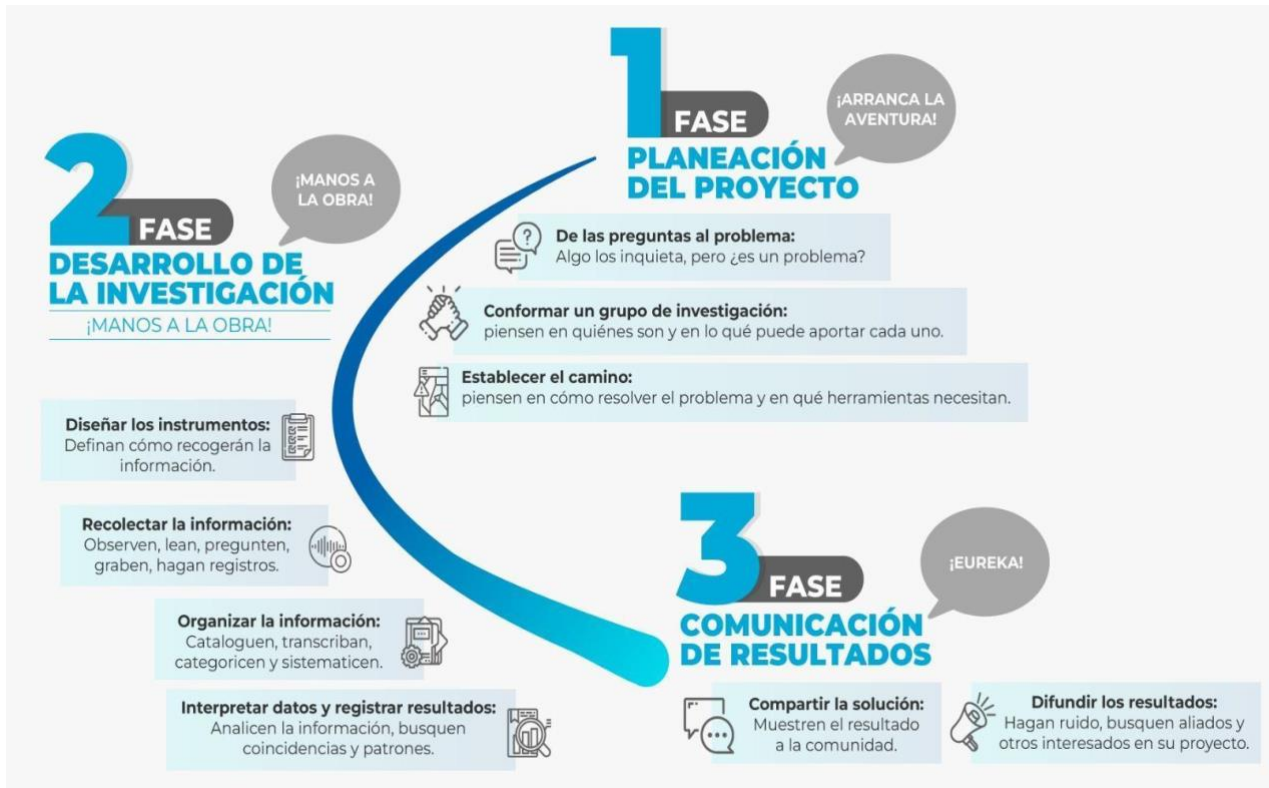 1
FASE
¡ARRANCA LA
AVENTURA!
PLANEACIÓN
DEL PROYECTO
De las preguntas al problema:
Algo los inquieta, pero ¿es un problema?
Conformar un grupo de investigación:
piensen en quiénes son y en lo qué puede aportar cada uno.
Establecer el camino:
piensen en cómo resolver el problema y en qué herramientas necesitan.
2
FASE
¡MANOS A
LA OBRA!
DESARROLLO DE
LA INVESTIGACIÓN
¡MANOS A LA OBRA!
Diseñar los instrumentos:
Definan cómo recogerán la
información.
Recolectar la información:
Observen, lean, pregunten,
graben, hagan registros.
Organizar la información:
Cataloguen, transcriban,
categoricen y sistematicen.
Interpretar datos y registrar resultados:
Analicen la información, busquen
coincidencias y patrones.
3
FASE
¡EUREKA!
COMUNICACIÓN
DE RESULTADOS
Compartir la solución:
Muestren el resultado
a la comunidad.
Difundir los resultados:
Hagan ruido, busquen aliados y
otros interesados en su proyecto.